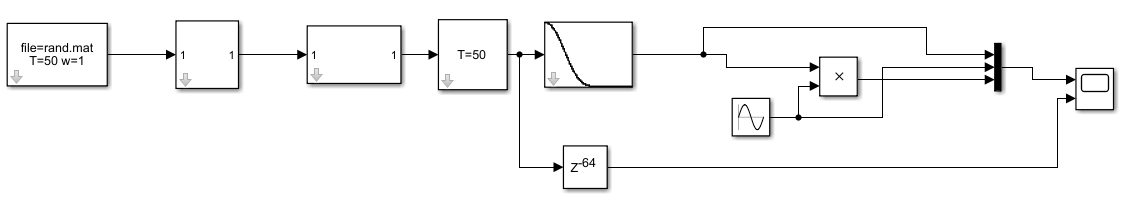 file=rand.mat
T=50 w=1
1 1
1 1
T=50
×
Z-64